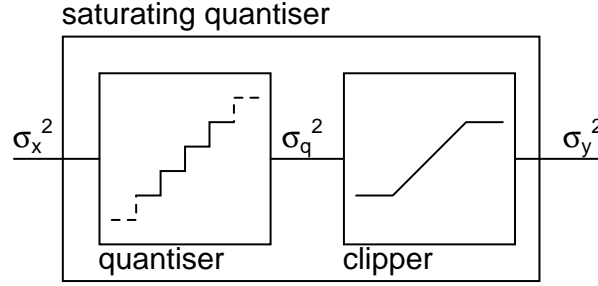 saturating quantiser
σx²
σq²
σy²
quantiser
clipper